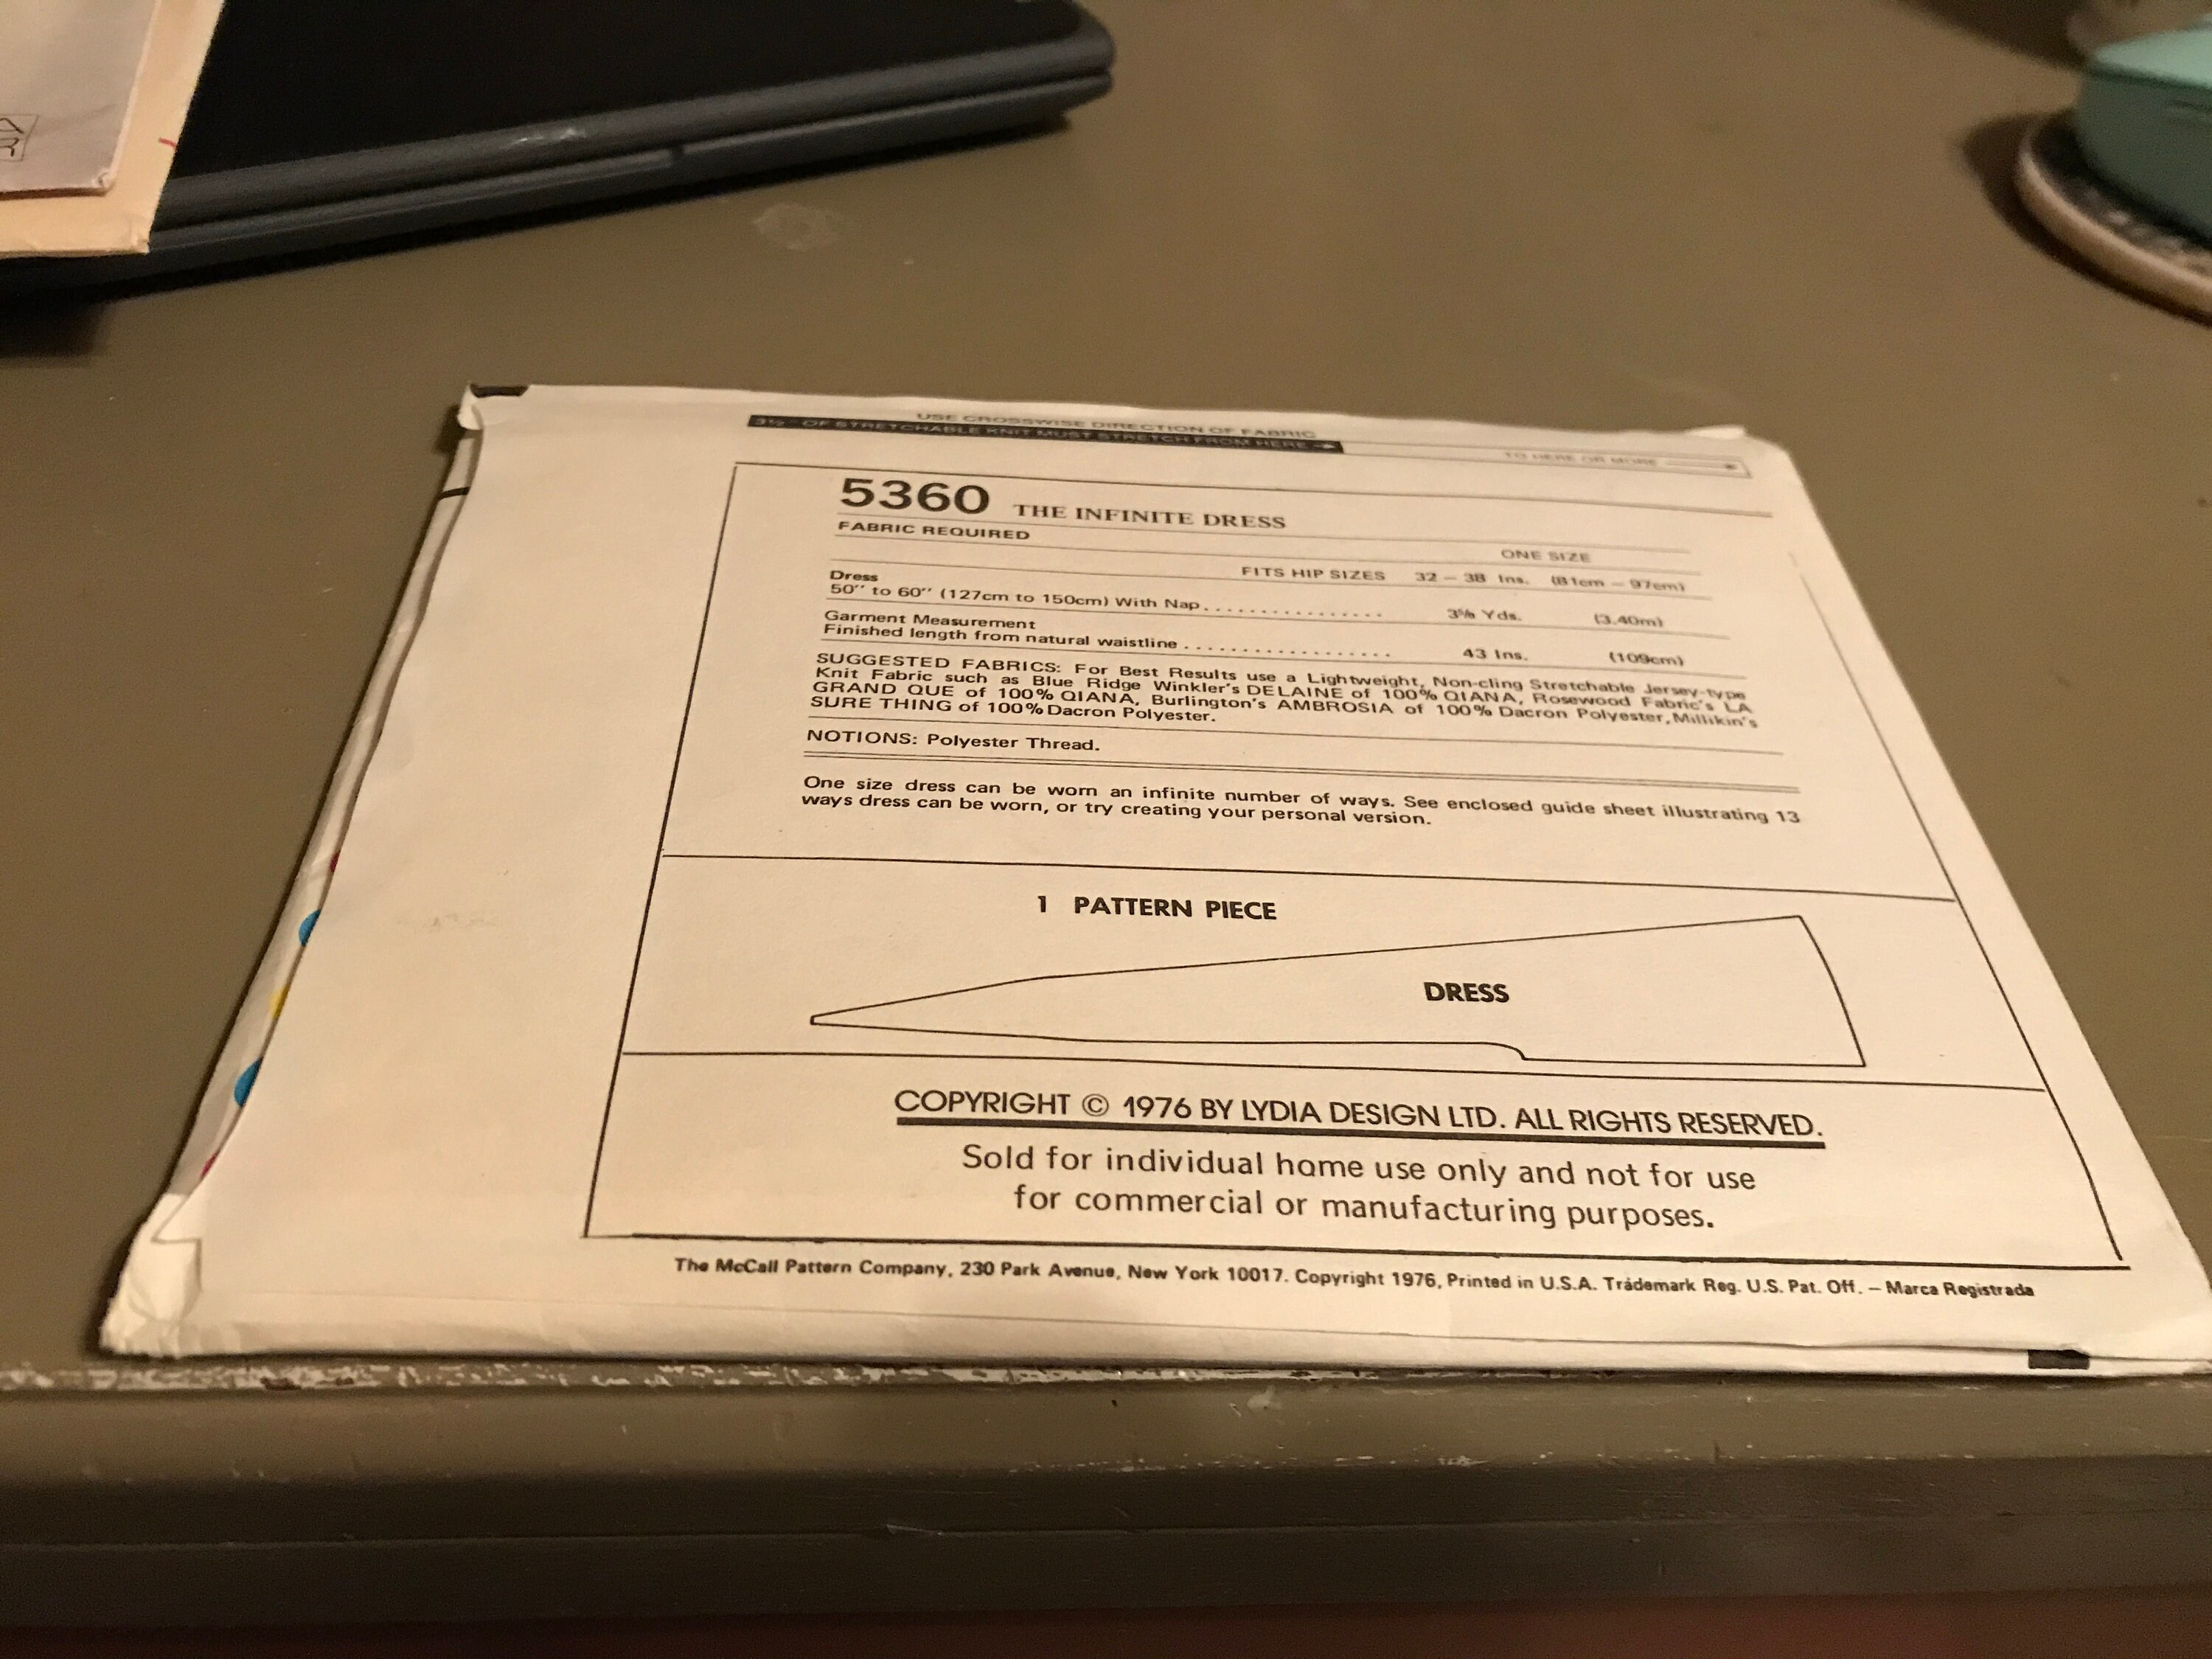 USE CROSSWISE DIRECTION OF FABRIC
3½" OF STRETCHABLE KNIT MUST STRETCH FROM HERE
TO HERE OR MORE
5360 THE INFINITE DRESS
FABRIC REQUIRED
ONE SIZE
FITS HIP SIZES 32 – 38 Ins. (81cm – 97cm)
Dress
50" to 60" (127cm to 150cm) With Nap................ Yds. (3.40m)
Garment Measurement
Finished length from natural waistline.................. 43 Ins. (109cm)
SUGGESTED FABRICS: For Best Results use a Lightweight, Non-cling Stretchable Jersey-type
Knit Fabric such as Blue Ridge Winkler's DELAINE of 100% QIANA, Rosewood Fabric's LA
GRAND QUE of 100% QIANA, Burlington's AMBROSIA of 100% Dacron Polyester, Millikin's
SURE THING of 100% Dacron Polyester.
NOTIONS: Polyester Thread.
One size dress can be worn an infinite number of ways. See enclosed guide sheet illustrating 13
ways dress can be worn, or try creating your personal version.
1 PATTERN PIECE
DRESS
COPYRIGHT © 1976 BY LYDIA DESIGN LTD. ALL RIGHTS RESERVED.
Sold for individual home use only and not for use
for commercial or manufacturing purposes.
The McCall Pattern Company, 230 Park Avenue, New York 10017. Copyright 1976, Printed in U.S.A. Trademark Reg. U.S. Pat. Off. – Marca Registrada